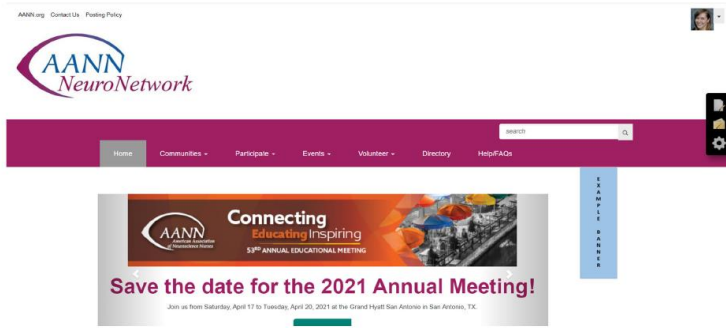 AANN.org Contact Us Posting Policy
AANN
NeuroNetwork
search
Home Communities Participate Events Volunteer Directory Help/FAQs
EXAMPLE BANNER
AANN
American Association
of Neuroscience Nurses
Connecting
Educating Inspiring
53RD ANNUAL EDUCATIONAL MEETING
Save the date for the 2021 Annual Meeting!
Join us from Saturday, April 17 to Tuesday, April 20, 2021 at the Grand Hyatt San Antonio in San Antonio, TX.